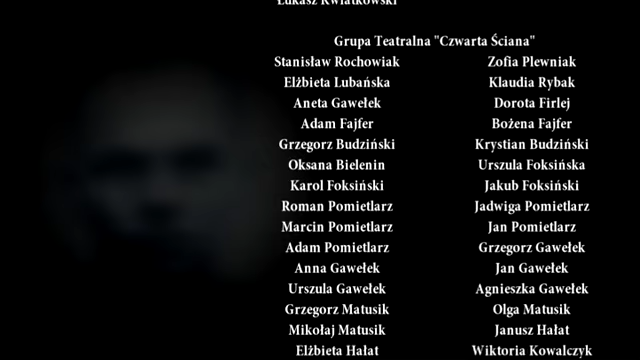 Łukasz Kwiatkowski
Grupa Teatralna "Czwarta Ściana"
Stanisław Rochowiak Zofia Plewniak
Elżbieta Lubańska Klaudia Rybak
Aneta Gawełek Dorota Firlej
Adam Fajfer Bożena Fajfer
Grzegorz Budziński Krystian Budziński
Oksana Bielenin Urszula Foksińska
Karol Foksiński Jakub Foksiński
Roman Pomietlarz Jadwiga Pomietlarz
Marcin Pomietlarz Jan Pomietlarz
Adam Pomietlarz Grzegorz Gawełek
Anna Gawełek Jan Gawełek
Urszula Gawełek Agnieszka Gawełek
Grzegorz Matusik Olga Matusik
Mikołaj Matusik Janusz Hałat
Elżbieta Hałat Wiktoria Kowalczyk